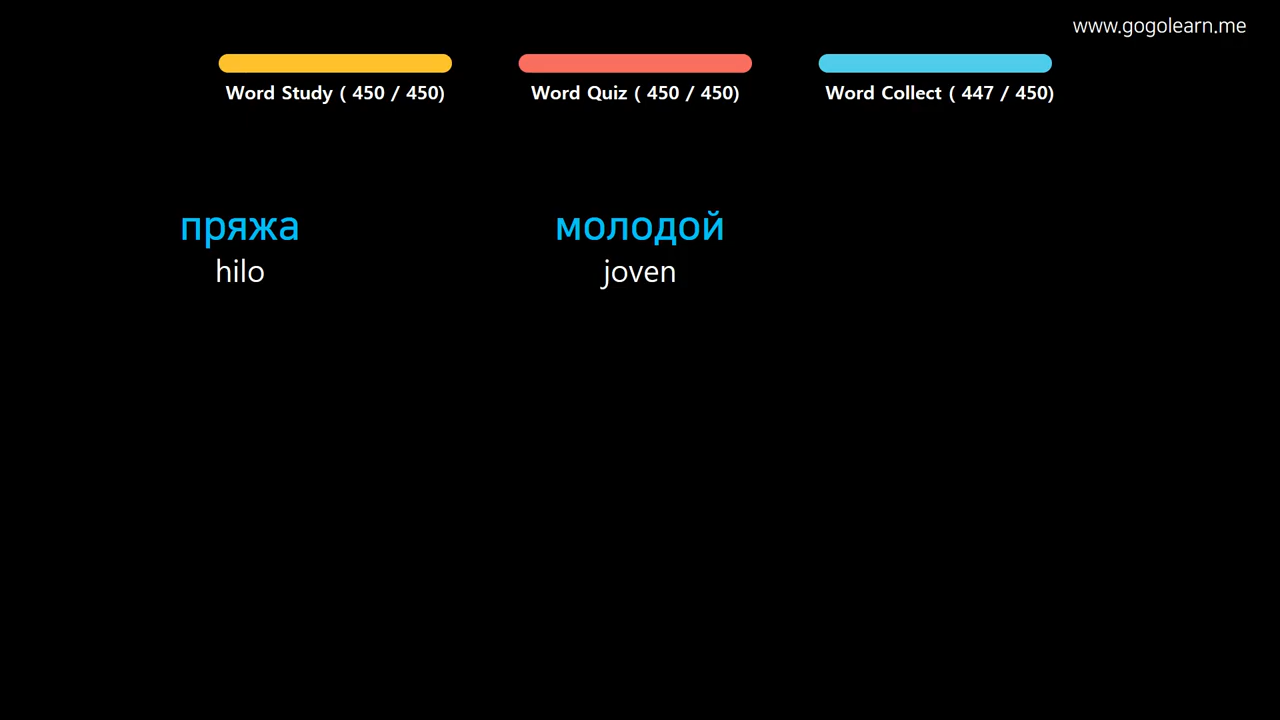 www.gogolearn.me
Word Study ( 450 / 450)
Word Quiz ( 450 / 450)
Word Collect ( 447 / 450)
пряжа
hilo
молодой
joven